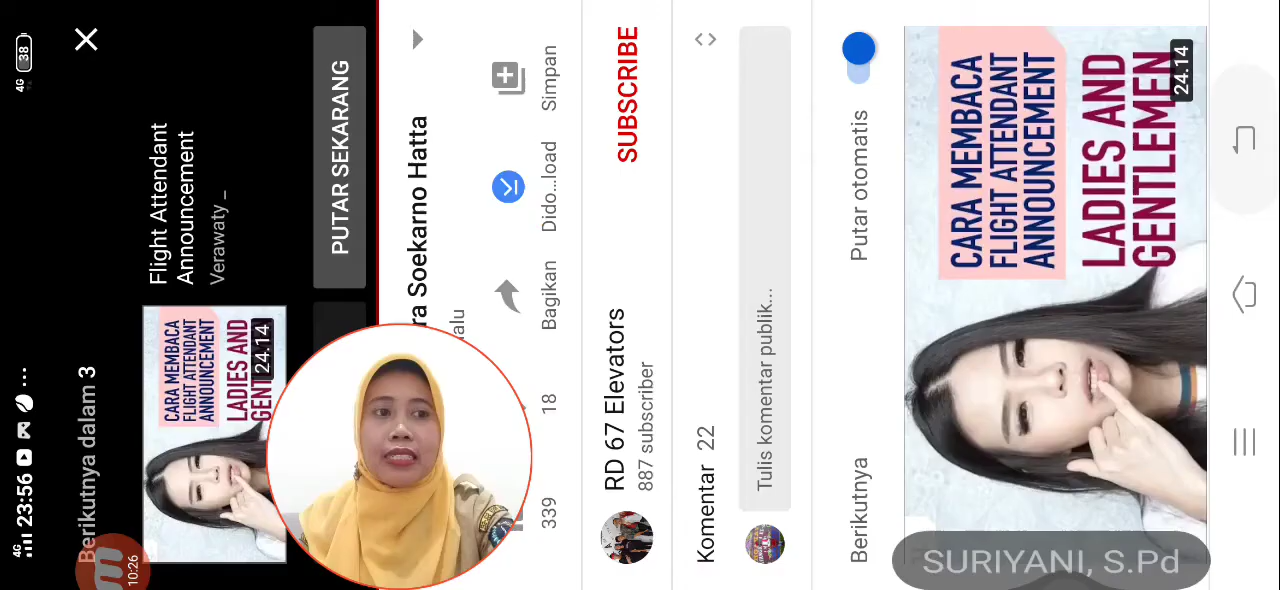 4G 23:56 ...
4G 38
Berikutnya dalam 3
CARA MEMBACA
FLIGHT ATTENDANT
ANNOUNCEMENT
LADIES AND
24.14
Flight Attendant
Announcement
Verawaty _
PUTAR SEKARANG
ra Soekarno Hatta
alu
339
18
Bagikan
Dido...load
Simpan
RD 67 Elevators
887 subscriber
SUBSCRIBE
Komentar 22
Tulis komentar publik...
Berikutnya
Putar otomatis
CARA MEMBACA
FLIGHT ATTENDANT
ANNOUNCEMENT
LADIES AND
GENTLEMEN
24.14
10:26
SURIYANI, S.Pd